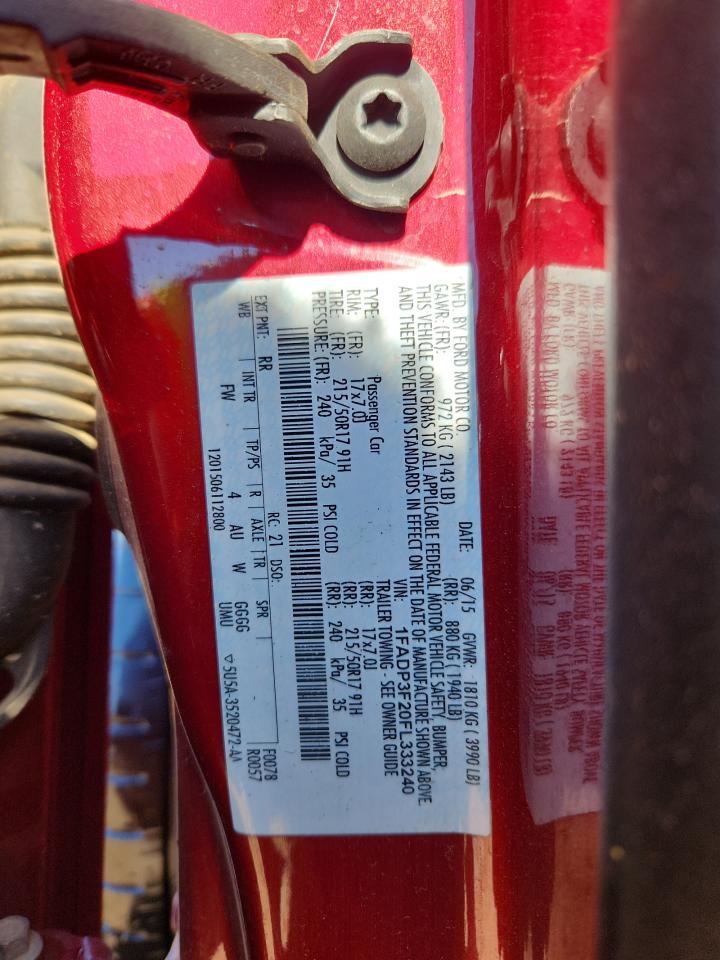 MFD. BY FORD MOTOR CO
DATE: 06/15 GVWR: 1810 KG ( 3990 LB)
GAWR: (FR): 972 KG ( 2143 LB) (RR): 880 KG ( 1940 LB)
THIS VEHICLE CONFORMS TO ALL APPLICABLE FEDERAL MOTOR VEHICLE SAFETY, BUMPER,
AND THEFT PREVENTION STANDARDS IN EFFECT ON THE DATE OF MANUFACTURE SHOWN ABOVE.
VIN: 1FADP3F20FL333240
TYPE: Passenger Car TRAILER TOWING - SEE OWNER GUIDE
RIM: (FR): 17x7.0J (RR): 17x7.0J
TIRE: (FR): 215/50R17 91H (RR): 215/50R17 91H
PRESSURE: (FR): 240 kPa/ 35 PSI COLD (RR): 240 kPa/ 35 PSI COLD
RC: 21 DSO: F0078
EXT PNT: RR R0057
WB INT TR TP/PS R AXLE TR SPR
FW 4 AU W GGGG
UMU
1201506112800 ▽ 5U5A-3520472-AA